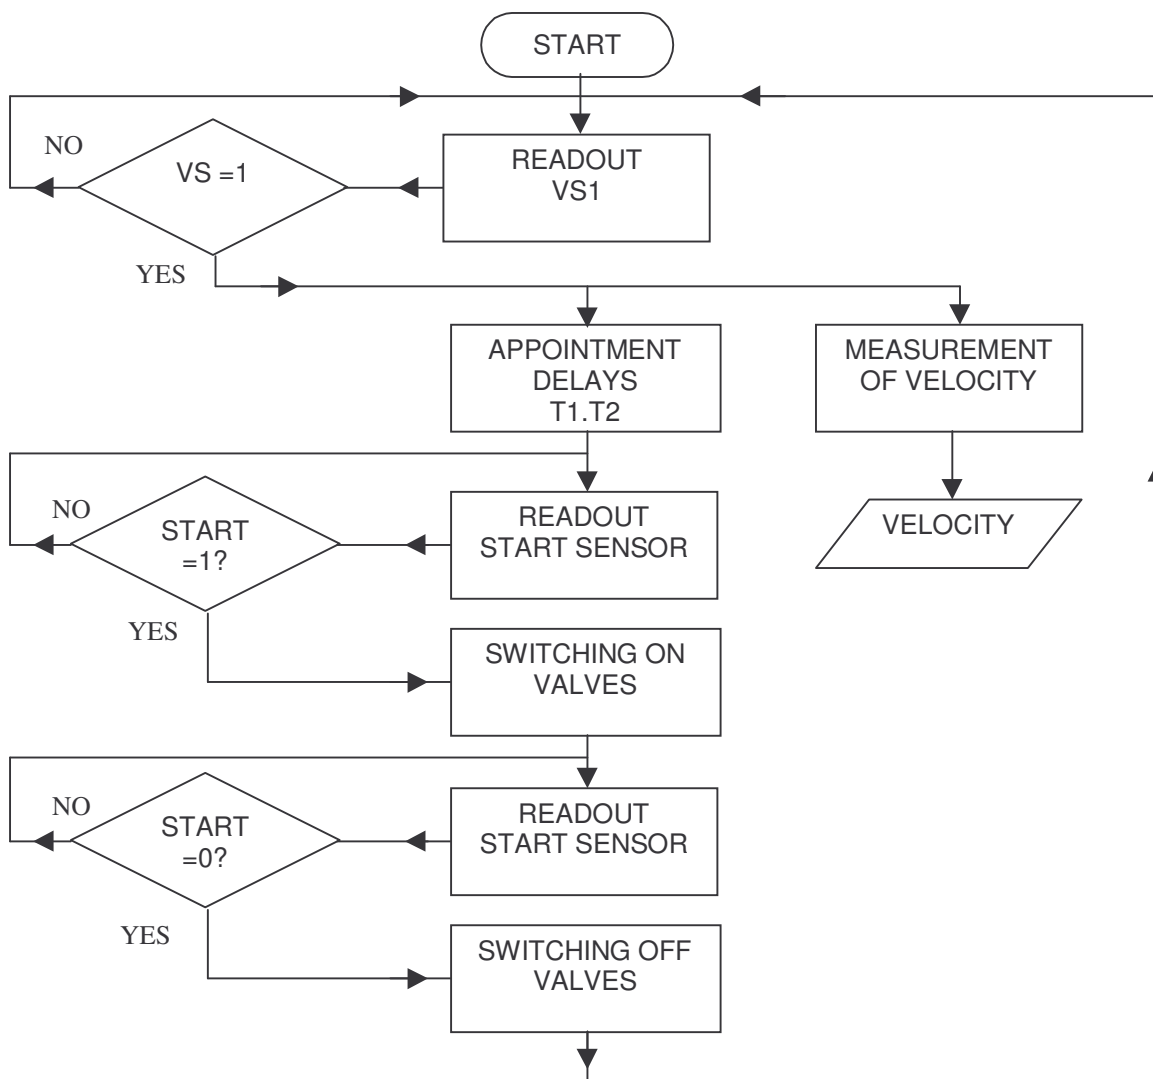 START
NO
VS =1
READOUT
VS1
YES
APPOINTMENT
DELAYS
T1.T2
MEASUREMENT
OF VELOCITY
NO
START
=1?
READOUT
START SENSOR
VELOCITY
YES
SWITCHING ON
VALVES
NO
START
=0?
READOUT
START SENSOR
YES
SWITCHING OFF
VALVES